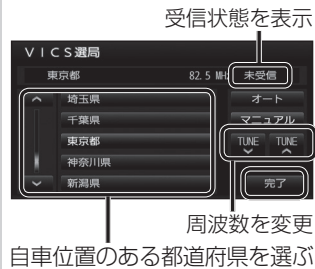 受信状態を表示
ＶＩＣＳ選局
東京都 82.5 MHz 未受信
埼玉県 オート
千葉県 マニュアル
東京都 TUNE TUNE
神奈川県
新潟県 完了
周波数を変更
自車位置のある都道府県を選ぶ